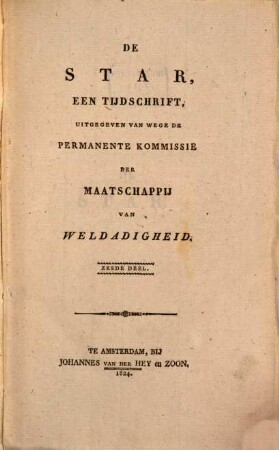 DE
STAR,
EEN TIJDSCHRIFT,
UITGEGEVEN VAN WEGE DE
PERMANENTE KOMMISSIE
DER
MAATSCHAPPIJ
VAN
WELDADIGHEID.
ZESDE DEEL.
TE AMSTERDAM, BIJ
JOHANNES VAN DER HEY en ZOON,
1824.